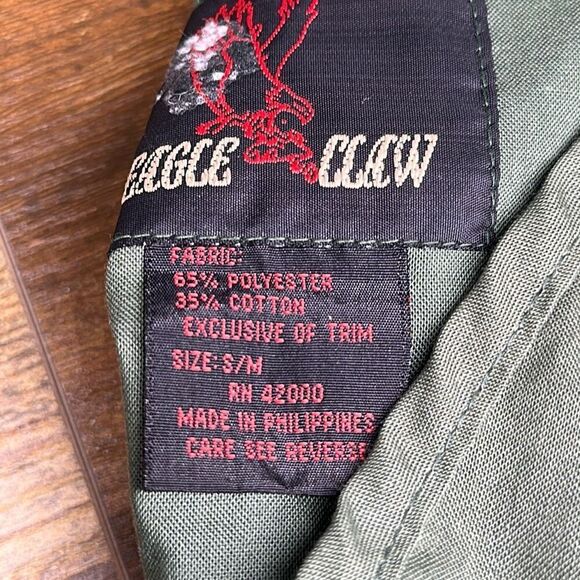 EAGLE CLAW
FABRIC:
65% POLYESTER
35% COTTON
EXCLUSIVE OF TRIM
SIZE: S/M
RN 42000
MADE IN PHILIPPINES
CARE SEE REVERSE